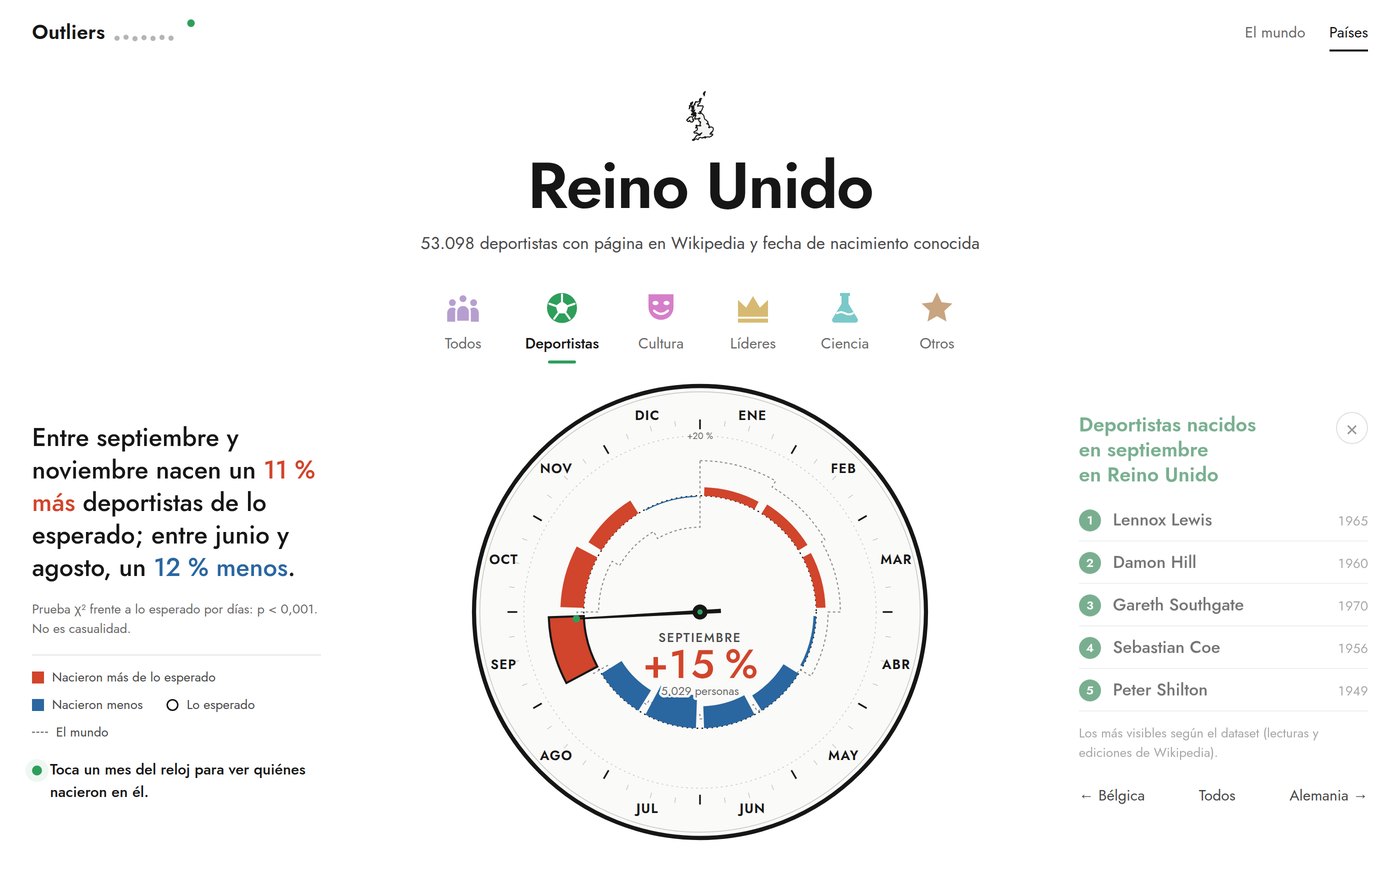 Outliers
El mundo
Países
Reino Unido
53.098 deportistas con página en Wikipedia y fecha de nacimiento conocida
Todos
Deportistas
Cultura
Líderes
Ciencia
Otros
Entre septiembre y
noviembre nacen un 11 %
más deportistas de lo
esperado; entre junio y
agosto, un 12 % menos.
Prueba χ² frente a lo esperado por días: p < 0,001.
No es casualidad.
Nacieron más de lo esperado
Nacieron menos
Lo esperado
El mundo
Toca un mes del reloj para ver quiénes
nacieron en él.
DIC
ENE
+20 %
NOV
FEB
OCT
MAR
SEP
ABR
AGO
MAY
JUL
JUN
SEPTIEMBRE
+15 %
5.029 personas
Deportistas nacidos
en septiembre
en Reino Unido
×
1 Lennox Lewis 1965
2 Damon Hill 1960
3 Gareth Southgate 1970
4 Sebastian Coe 1956
5 Peter Shilton 1949
Los más visibles según el dataset (lecturas y
ediciones de Wikipedia).
← Bélgica
Todos
Alemania →